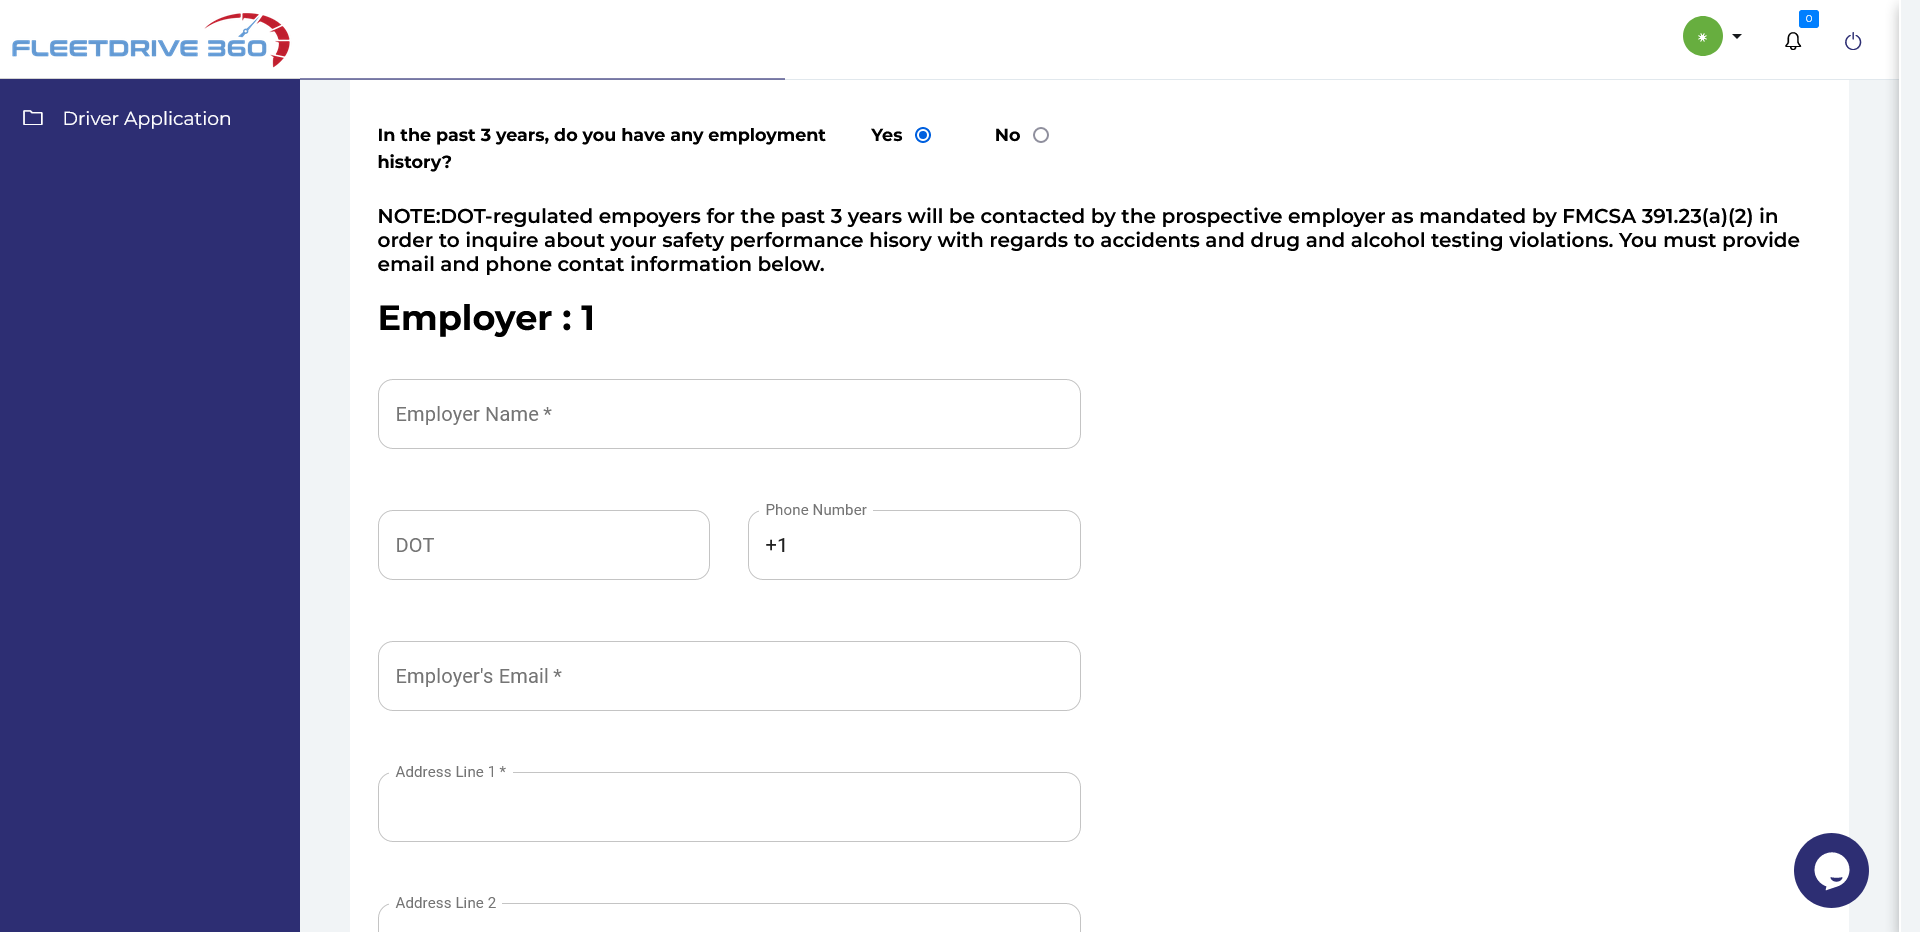 FLEETDRIVE 360
0
Driver Application
In the past 3 years, do you have any employment
history?
Yes
No
NOTE:DOT-regulated empoyers for the past 3 years will be contacted by the prospective employer as mandated by FMCSA 391.23(a)(2) in
order to inquire about your safety performance hisory with regards to accidents and drug and alcohol testing violations. You must provide
email and phone contat information below.
Employer : 1
Employer Name *
DOT
Phone Number
+1
Employer's Email *
Address Line 1 *
Address Line 2